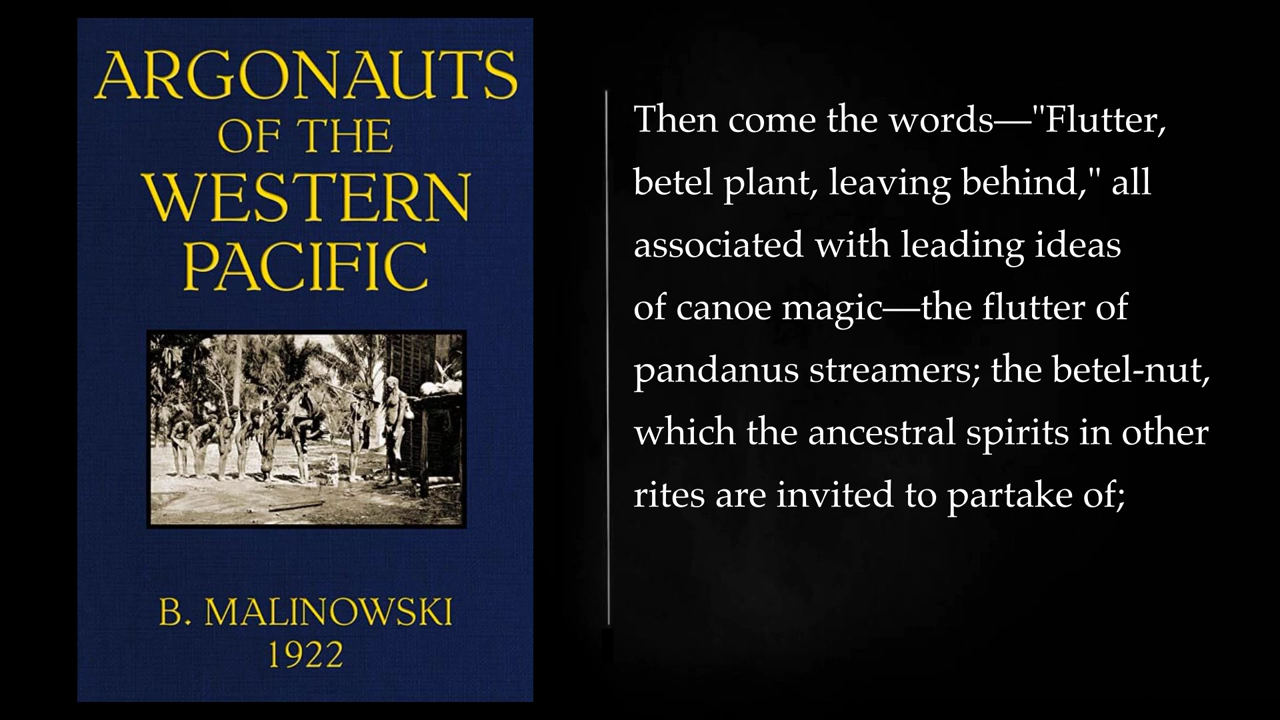 ARGONAUTS
OF THE
WESTERN
PACIFIC
B. MALINOWSKI
1922
Then come the words—"Flutter,
betel plant, leaving behind," all
associated with leading ideas
of canoe magic—the flutter of
pandanus streamers; the betel-nut,
which the ancestral spirits in other
rites are invited to partake of;